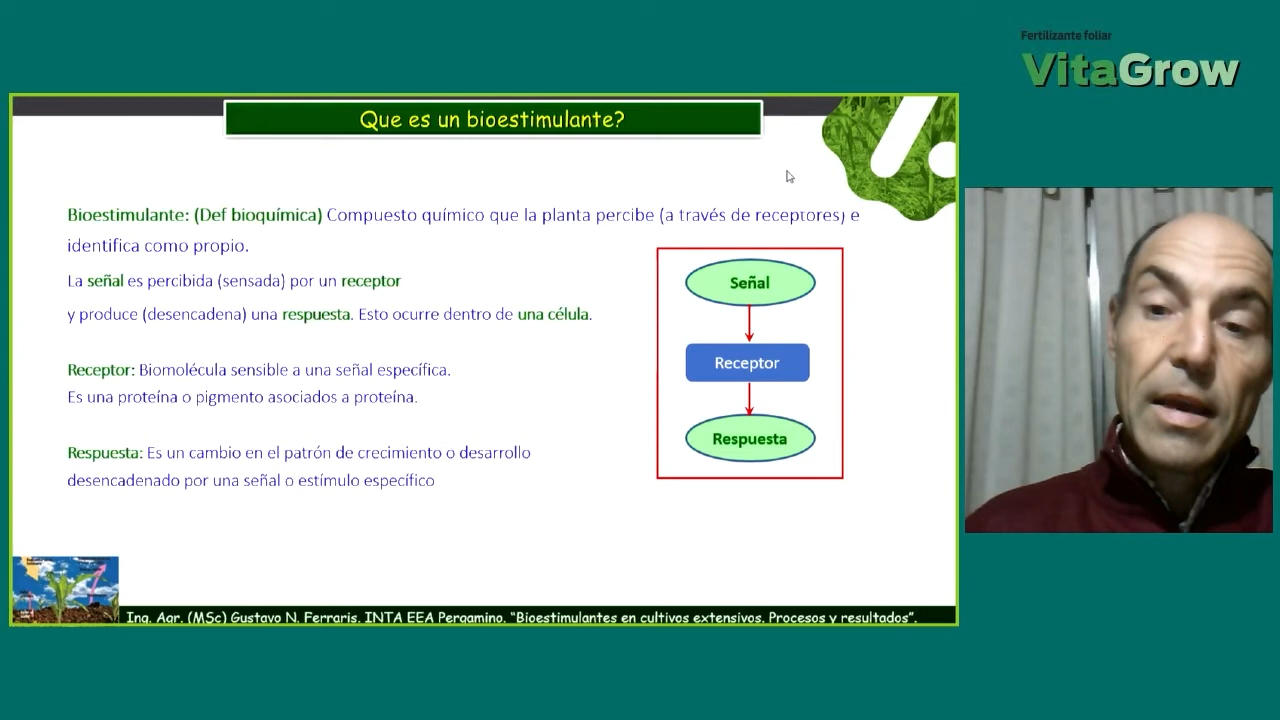 Fertilizante foliar
VitaGrow
Que es un bioestimulante?
Bioestimulante: (Def bioquímica) Compuesto químico que la planta percibe (a través de receptores) e
identifica como propio.
La señal es percibida (sensada) por un receptor
y produce (desencadena) una respuesta. Esto ocurre dentro de una célula.
Receptor: Biomolécula sensible a una señal específica.
Es una proteína o pigmento asociados a proteína.
Respuesta: Es un cambio en el patrón de crecimiento o desarrollo
desencadenado por una señal o estímulo específico
Señal
Receptor
Respuesta
Ing. Agr. (MSc) Gustavo N. Ferraris. INTA EEA Pergamino. "Bioestimulantes en cultivos extensivos. Procesos y resultados".